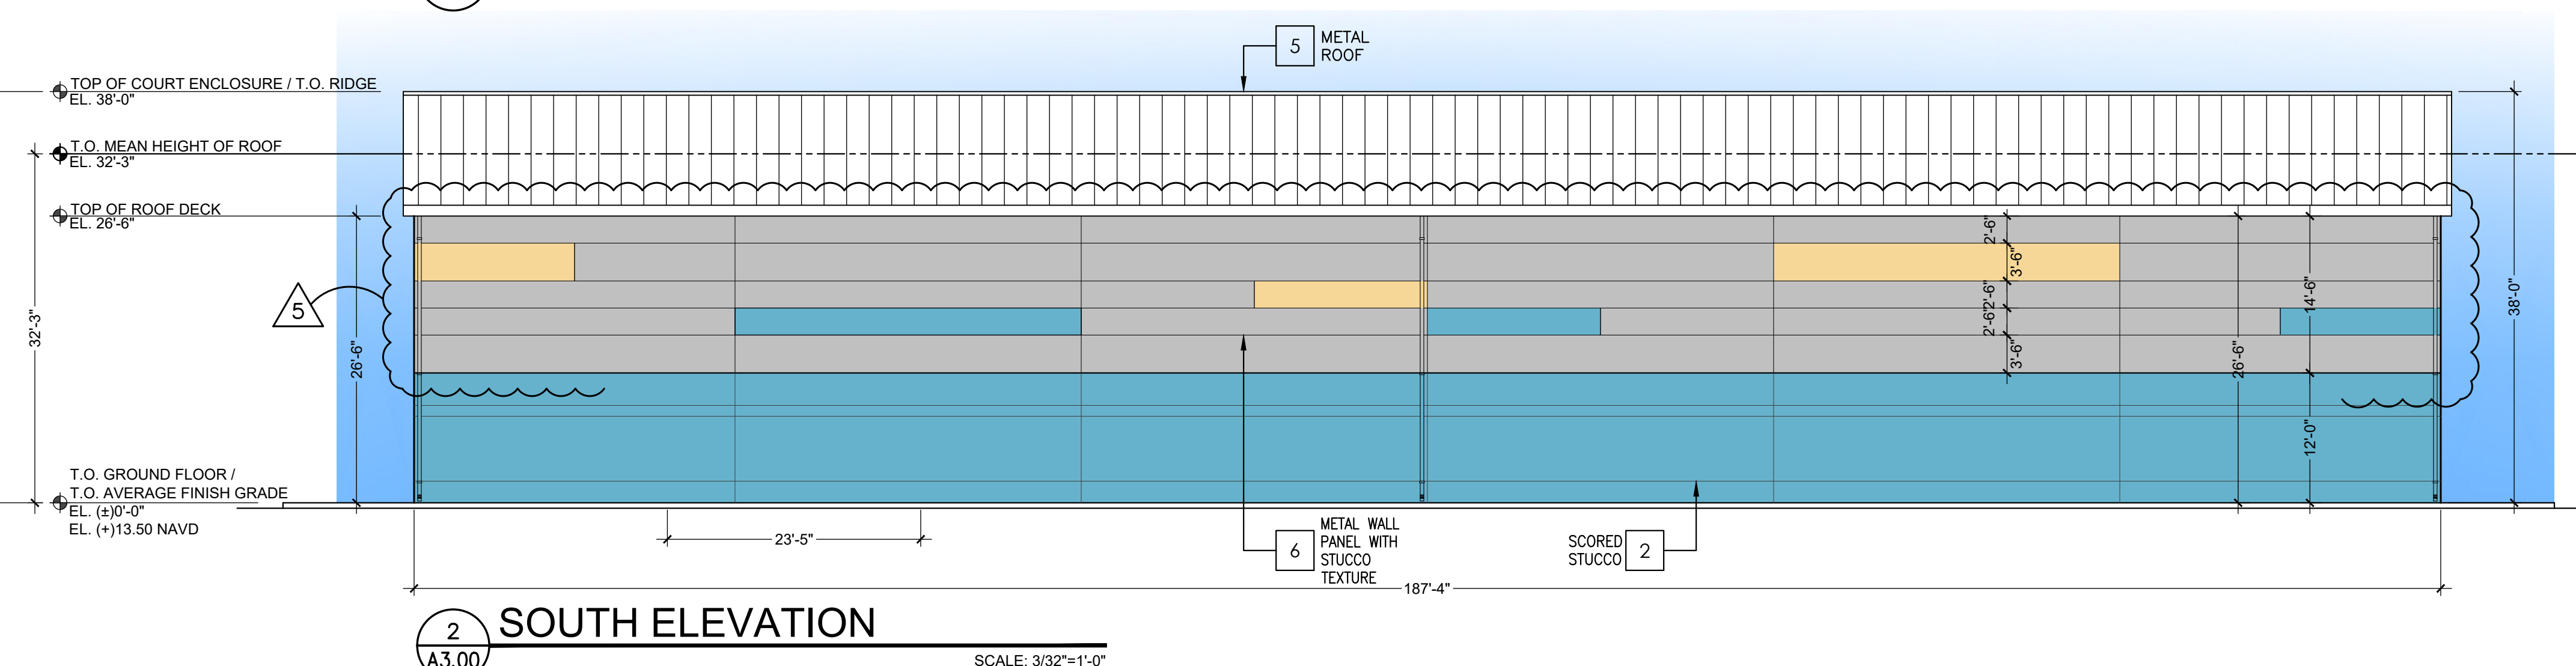 5
METAL
ROOF
TOP OF COURT ENCLOSURE / T.O. RIDGE
EL. 38'-0"
T.O. MEAN HEIGHT OF ROOF
EL. 32'-3"
TOP OF ROOF DECK
EL. 26'-6"
5
32'-3"
26'-6"
2'-6"
3'-6"
2'-6"
2'-6"
3'-6"
14'-6"
26'-6"
12'-0"
38'-0"
T.O. GROUND FLOOR /
T.O. AVERAGE FINISH GRADE
EL. (±)0'-0"
EL. (+)13.50 NAVD
23'-5"
6
METAL WALL
PANEL WITH
STUCCO
TEXTURE
SCORED
STUCCO
2
187'-4"
2
A3.00
SOUTH ELEVATION
SCALE: 3/32"=1'-0"